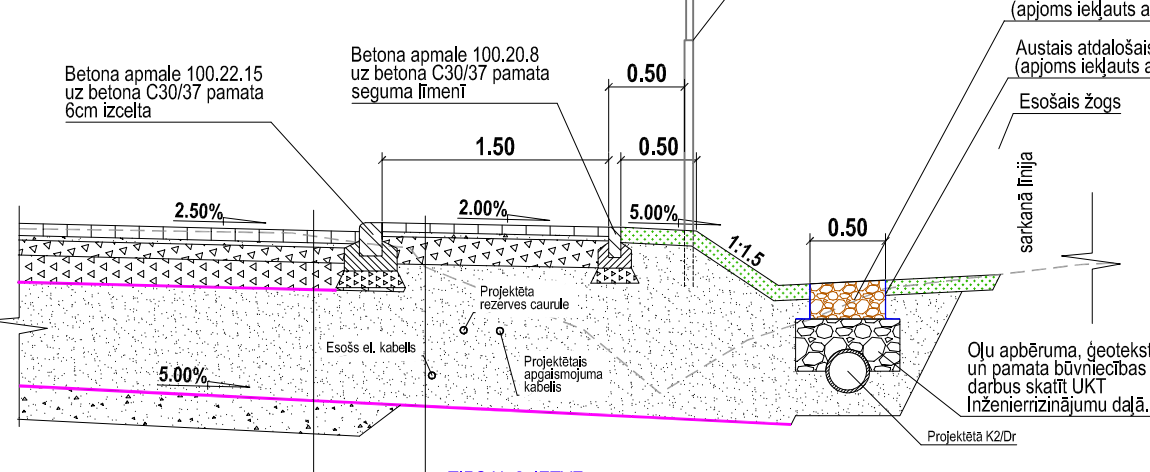 (apjoms iekļauts a
Austais atdalošais
(apjoms iekļauts a
Esošais žogs
Betona apmale 100.22.15
uz betona C30/37 pamata
6cm izcelta
Betona apmale 100.20.8
uz betona C30/37 pamata
seguma līmenī
0.50
1.50
0.50
2.50%
2.00%
5.00%
1:1.5
0.50
sarkanā līnija
Projektēta
rezerves caurule
Esošs el. kabelis
Projektētais
apgaismojuma
kabelis
5.00%
Oļu apbēruma, ģeotekst
un pamata būvniecības
darbus skatīt UKT
Inženierrizinājumu daļā.
Projektētā K2/Dr